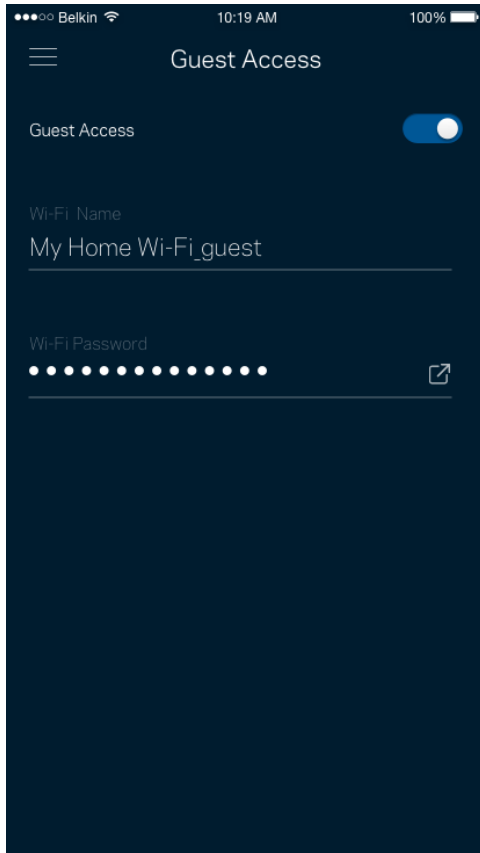 Belkin 10:19 AM 100%
Guest Access
Guest Access
Wi-Fi Name
My Home Wi-Fi_guest
Wi-Fi Password
●●●●●●●●●●●●●●